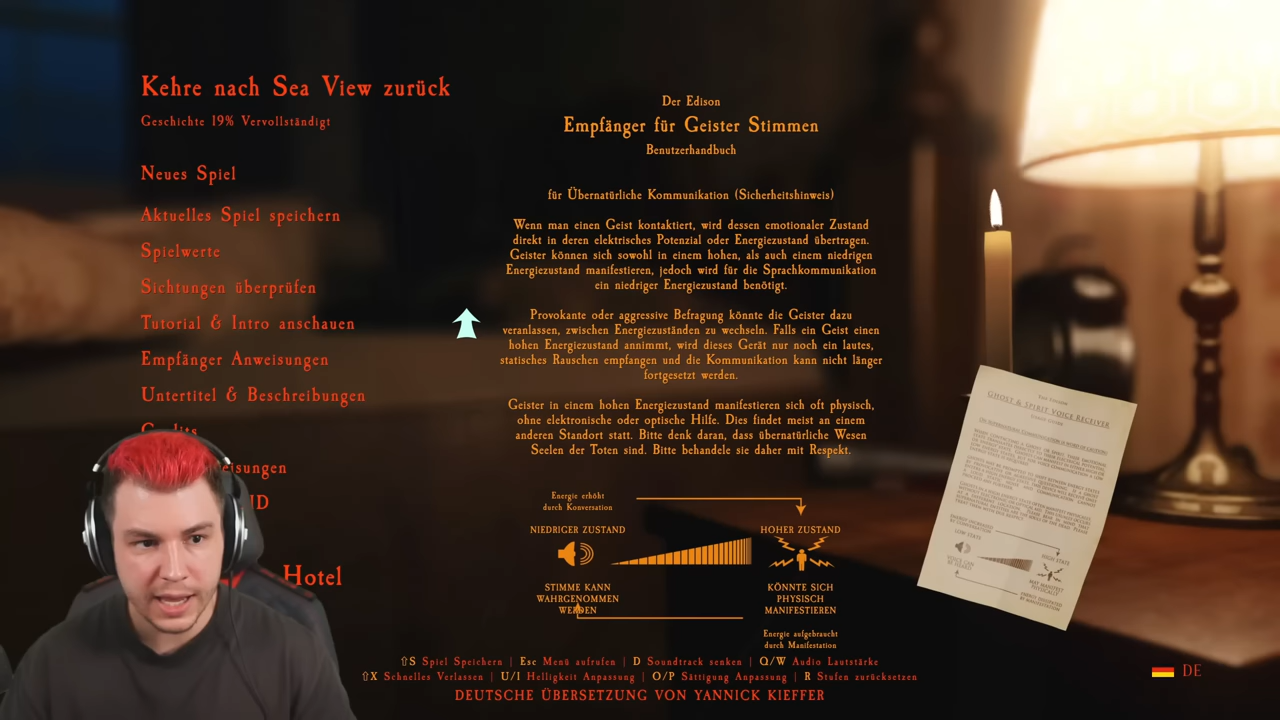 Kehre nach Sea View zurück
Geschichte 19% Vervollständigt
Neues Spiel
Aktuelles Spiel speichern
Spielwerte
Sichtungen überprüfen
Tutorial & Intro anschauen
Empfänger Anweisungen
Untertitel & Beschreibungen
Credits
eisungen
D
Hotel
Der Edison
Empfänger für Geister Stimmen
Benutzerhandbuch
für Übernatürliche Kommunikation (Sicherheitshinweis)
Wenn man einen Geist kontaktiert, wird dessen emotionaler Zustand
direkt in deren elektrisches Potenzial oder Energiezustand übertragen.
Geister können sich sowohl in einem hohen, als auch einem niedrigen
Energiezustand manifestieren, jedoch wird für die Sprachkommunikation
ein niedriger Energiezustand benötigt.
Provokante oder aggressive Befragung könnte die Geister dazu
veranlassen, zwischen Energiezuständen zu wechseln. Falls ein Geist einen
hohen Energiezustand annimmt, wird dieses Gerät nur noch ein lautes,
statisches Rauschen empfangen und die Kommunikation kann nicht länger
fortgesetzt werden.
Geister in einem hohen Energiezustand manifestieren sich oft physisch,
ohne elektronische oder optische Hilfe. Dies findet meist an einem
anderen Standort statt. Bitte denk daran, dass übernatürliche Wesen
Seelen der Toten sind. Bitte behandele sie daher mit Respekt.
Energie erhöht
durch Konversation
NIEDRIGER ZUSTAND
HOHER ZUSTAND
STIMME KANN
WAHRGENOMMEN
WERDEN
KÖNNTE SICH
PHYSISCH
MANIFESTIEREN
Energie aufgebraucht
durch Manifestation
GHOST & SPIRIT VOICE RECEIVER
⇧S Spiel Speichern | Esc Menü aufrufen | D Soundtrack senken | Q/W Audio Lautstärke
⇧X Schnelles Verlassen | U/I Helligkeit Anpassung | O/P Sättigung Anpassung | R Stufen zurücksetzen
DEUTSCHE ÜBERSETZUNG VON YANNICK KIEFFER
DE